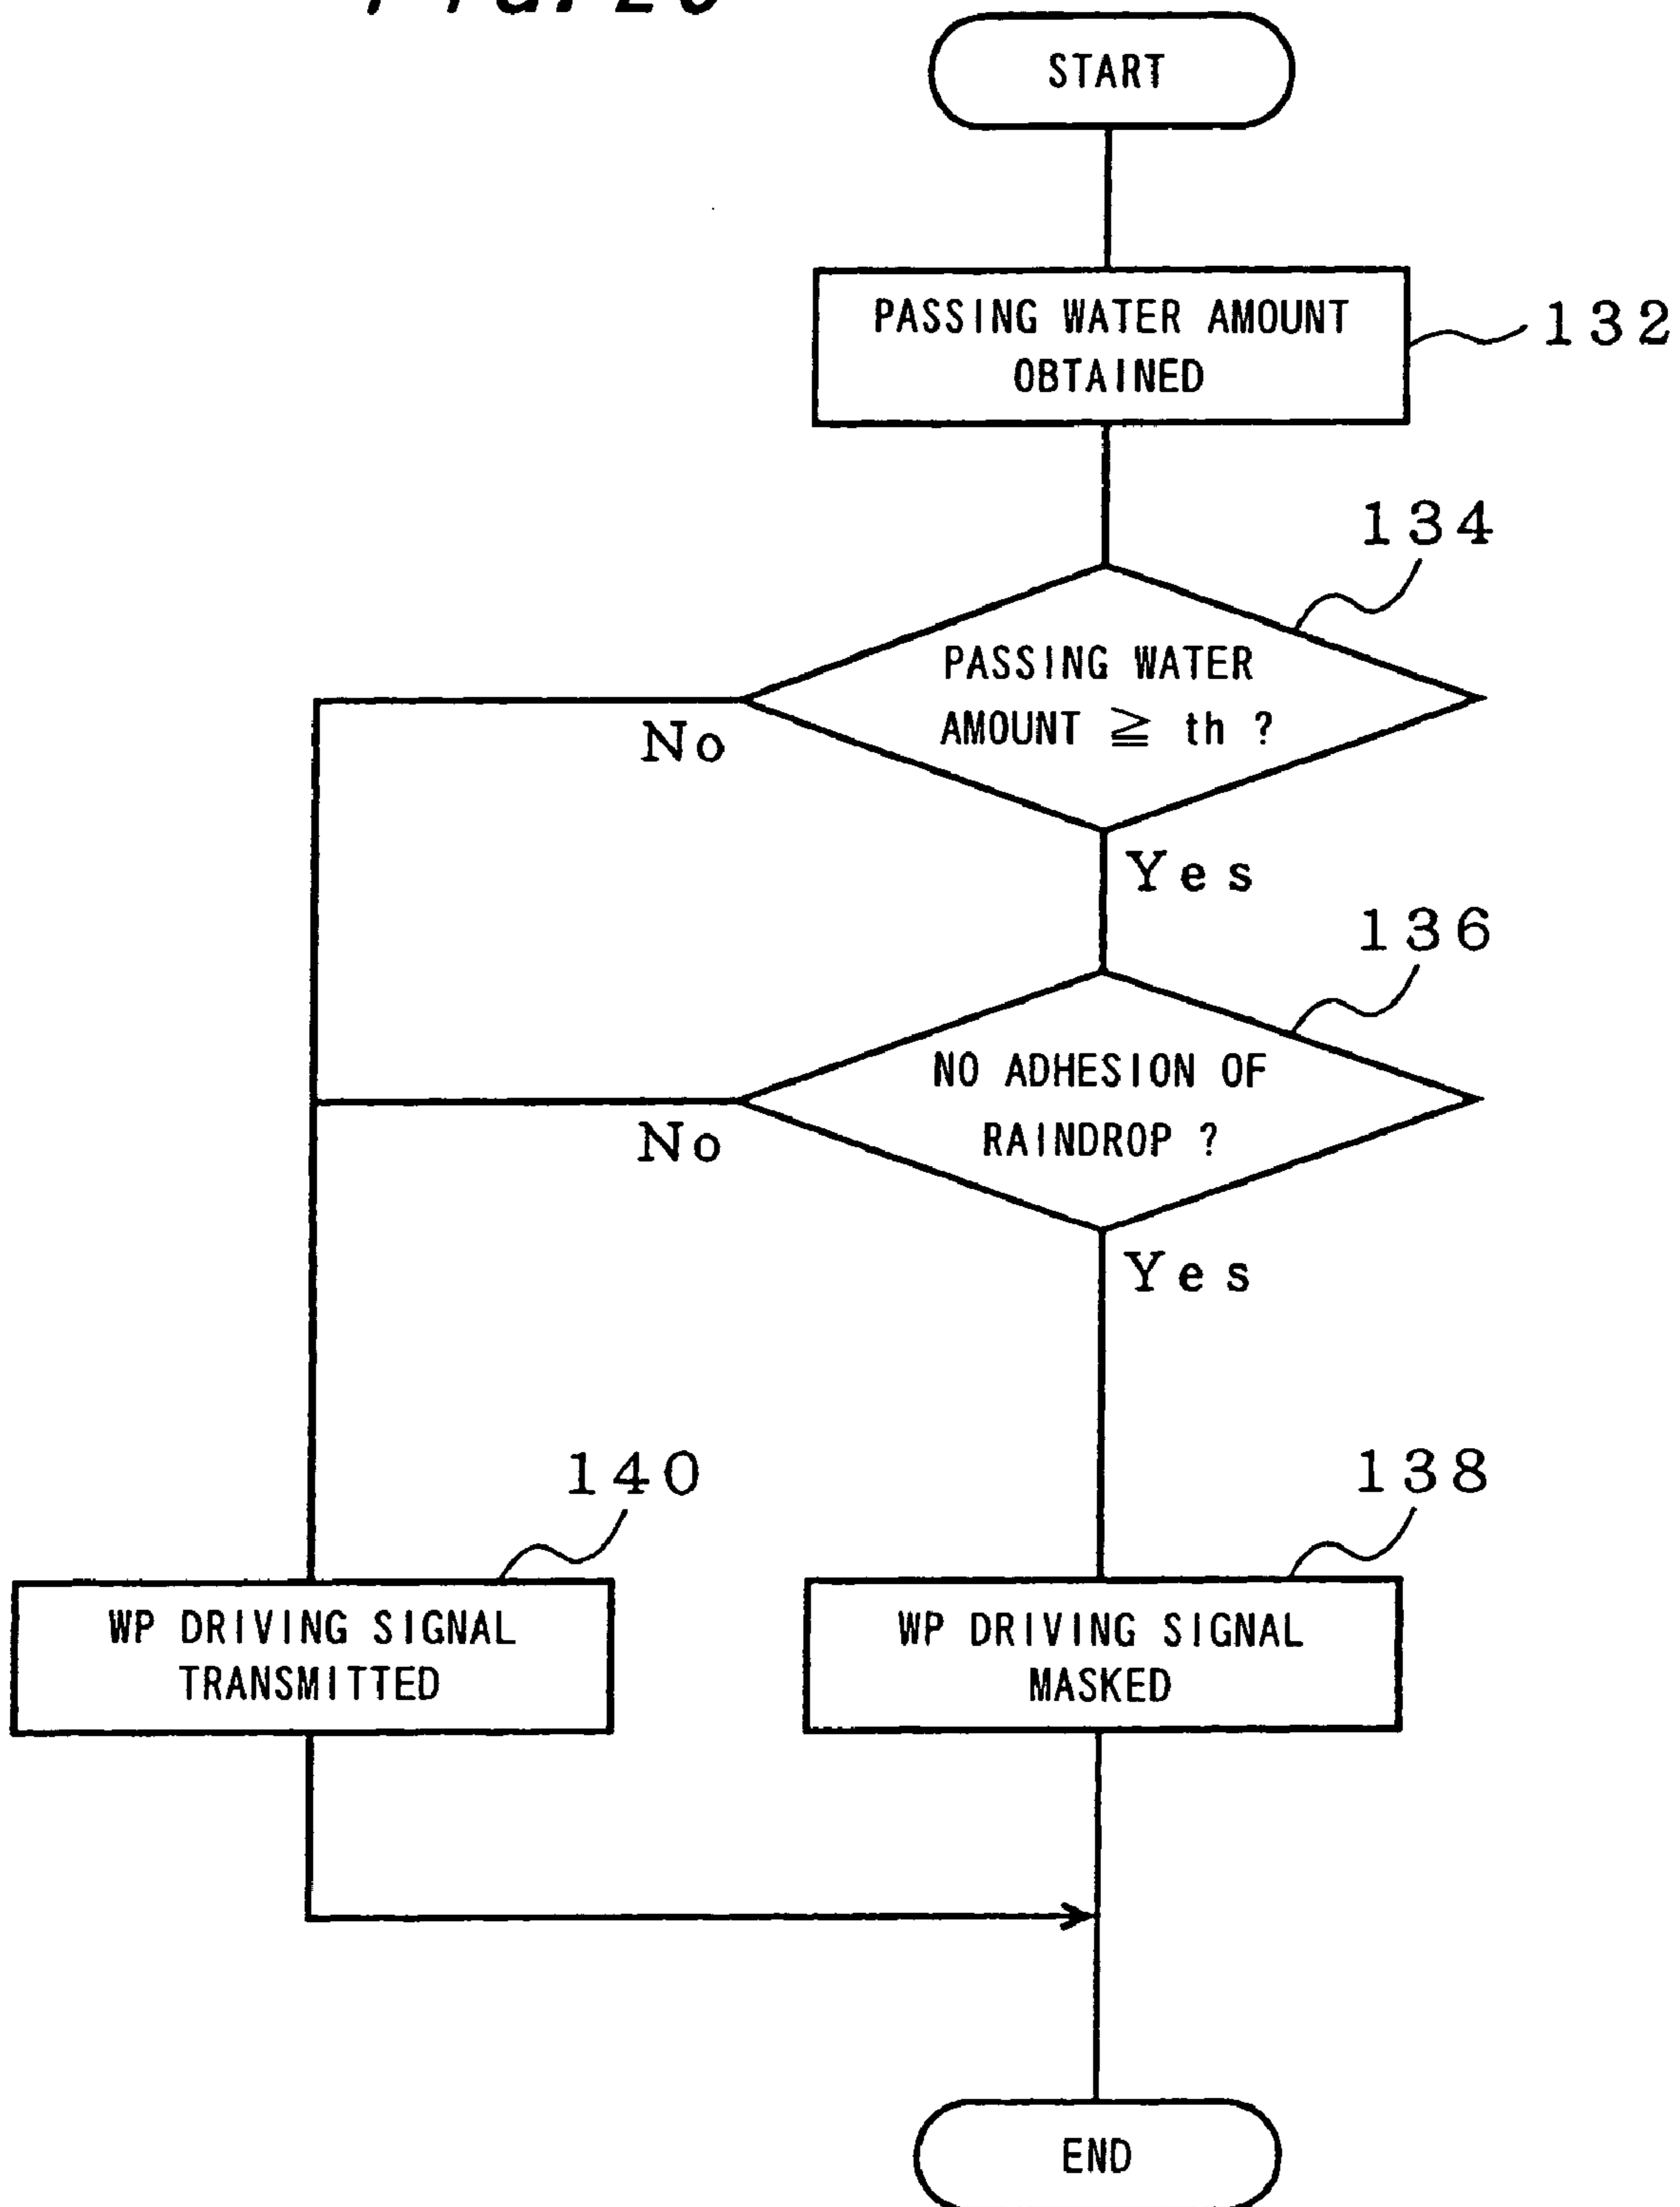 START
PASSING WATER AMOUNT
OBTAINED
132
134
PASSING WATER
AMOUNT ≧ th ?
No
Yes
136
NO ADHESION OF
RAINDROP ?
No
Yes
140
138
WP DRIVING SIGNAL
TRANSMITTED
WP DRIVING SIGNAL
MASKED
END